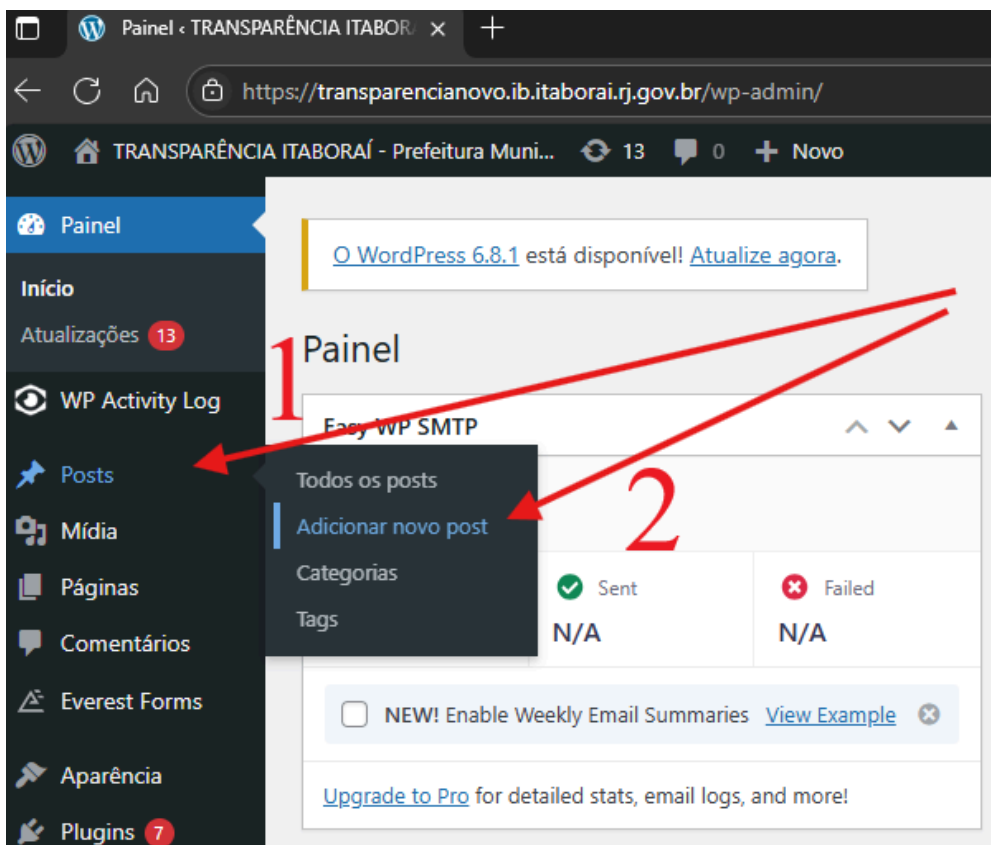 Painel ‹ TRANSPARÊNCIA ITABOR
https://transparencianovo.ib.itaborai.rj.gov.br/wp-admin/
TRANSPARÊNCIA ITABORAÍ - Prefeitura Muni... 13 0 + Novo
Painel
O WordPress 6.8.1 está disponível! Atualize agora.
Início
Atualizações 13
1
Painel
WP Activity Log
Easy WP SMTP
Posts
Todos os posts
2
Adicionar novo post
Mídia
Categorias
Páginas
Sent
Failed
Tags
N/A
N/A
Comentários
Everest Forms
NEW! Enable Weekly Email Summaries View Example
Aparência
Upgrade to Pro for detailed stats, email logs, and more!
Plugins 7